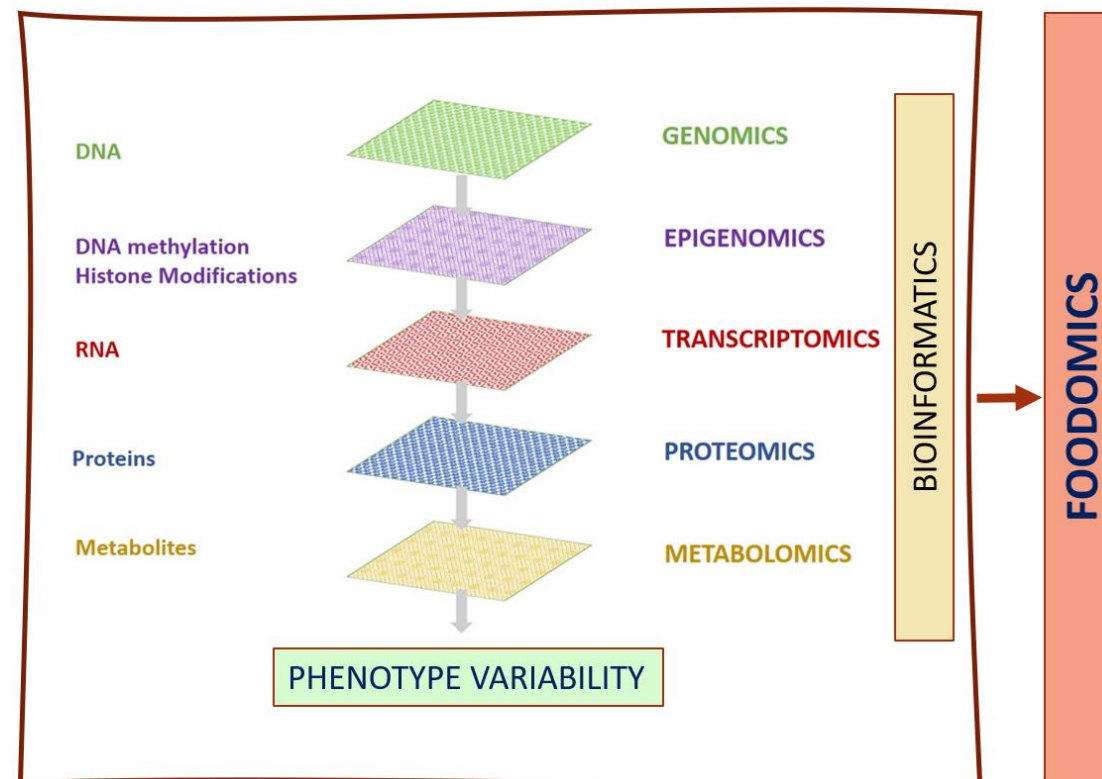 DNA
GENOMICS
DNA methylation
Histone Modifications
EPIGENOMICS
RNA
TRANSCRIPTOMICS
Proteins
PROTEOMICS
Metabolites
METABOLOMICS
PHENOTYPE VARIABILITY
BIOINFORMATICS
FOODOMICS